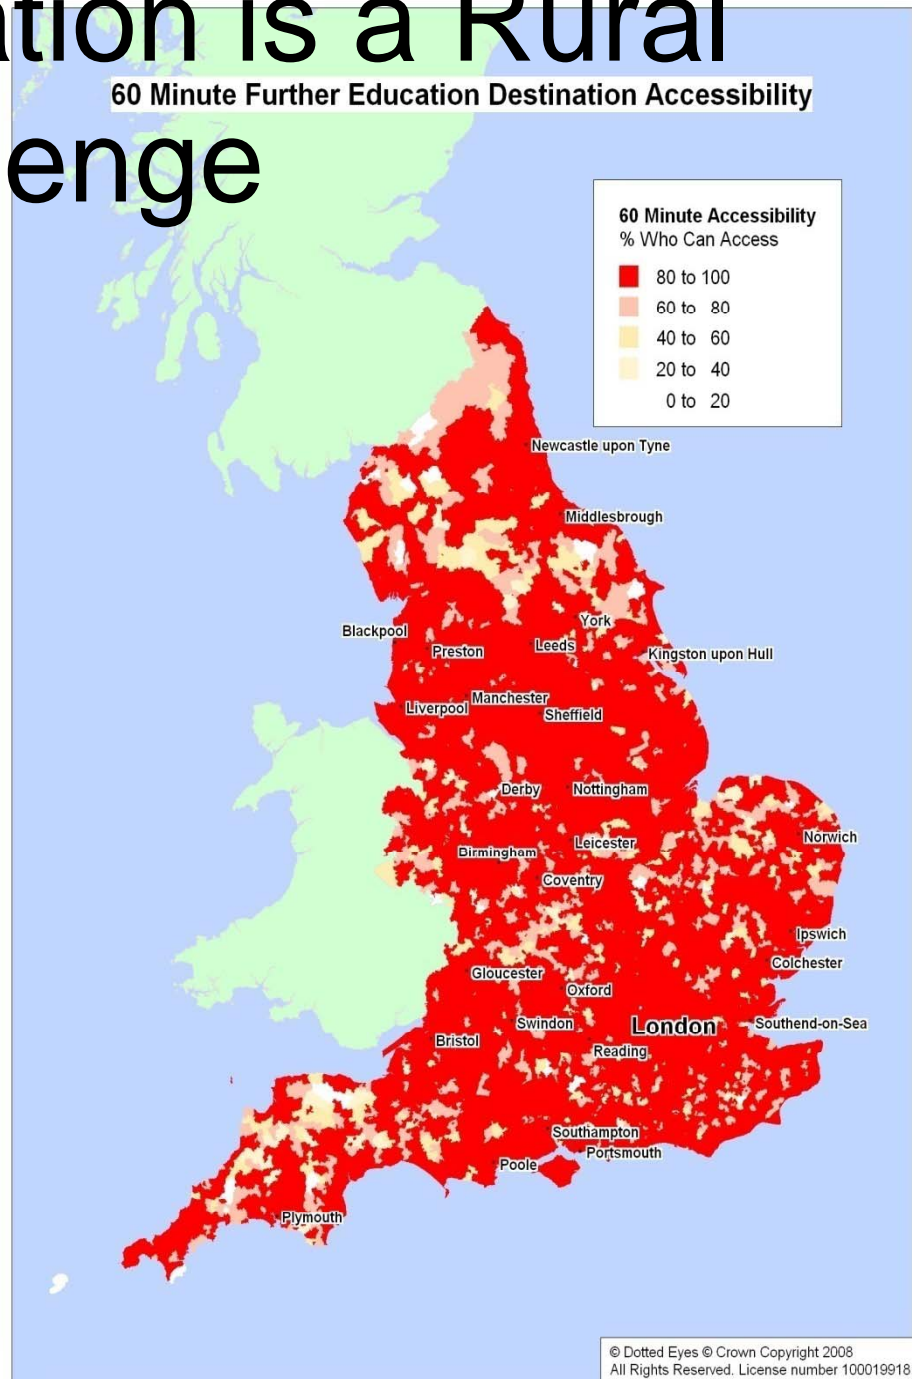 ation is a Rural
60 Minute Further Education Destination Accessibility
enge
60 Minute Accessibility
% Who Can Access
80 to 100
60 to 80
40 to 60
20 to 40
0 to 20
Newcastle upon Tyne
Middlesbrough
York
Blackpool
Preston
Leeds
Kingston upon Hull
Manchester
Liverpool
Sheffield
Derby
Nottingham
Norwich
Leicester
Birmingham
Coventry
Ipswich
Colchester
Gloucester
Oxford
Swindon
London
Southend-on-Sea
Bristol
Reading
Southampton
Portsmouth
Poole
Plymouth
© Dotted Eyes © Crown Copyright 2008
All Rights Reserved. License number 100019918